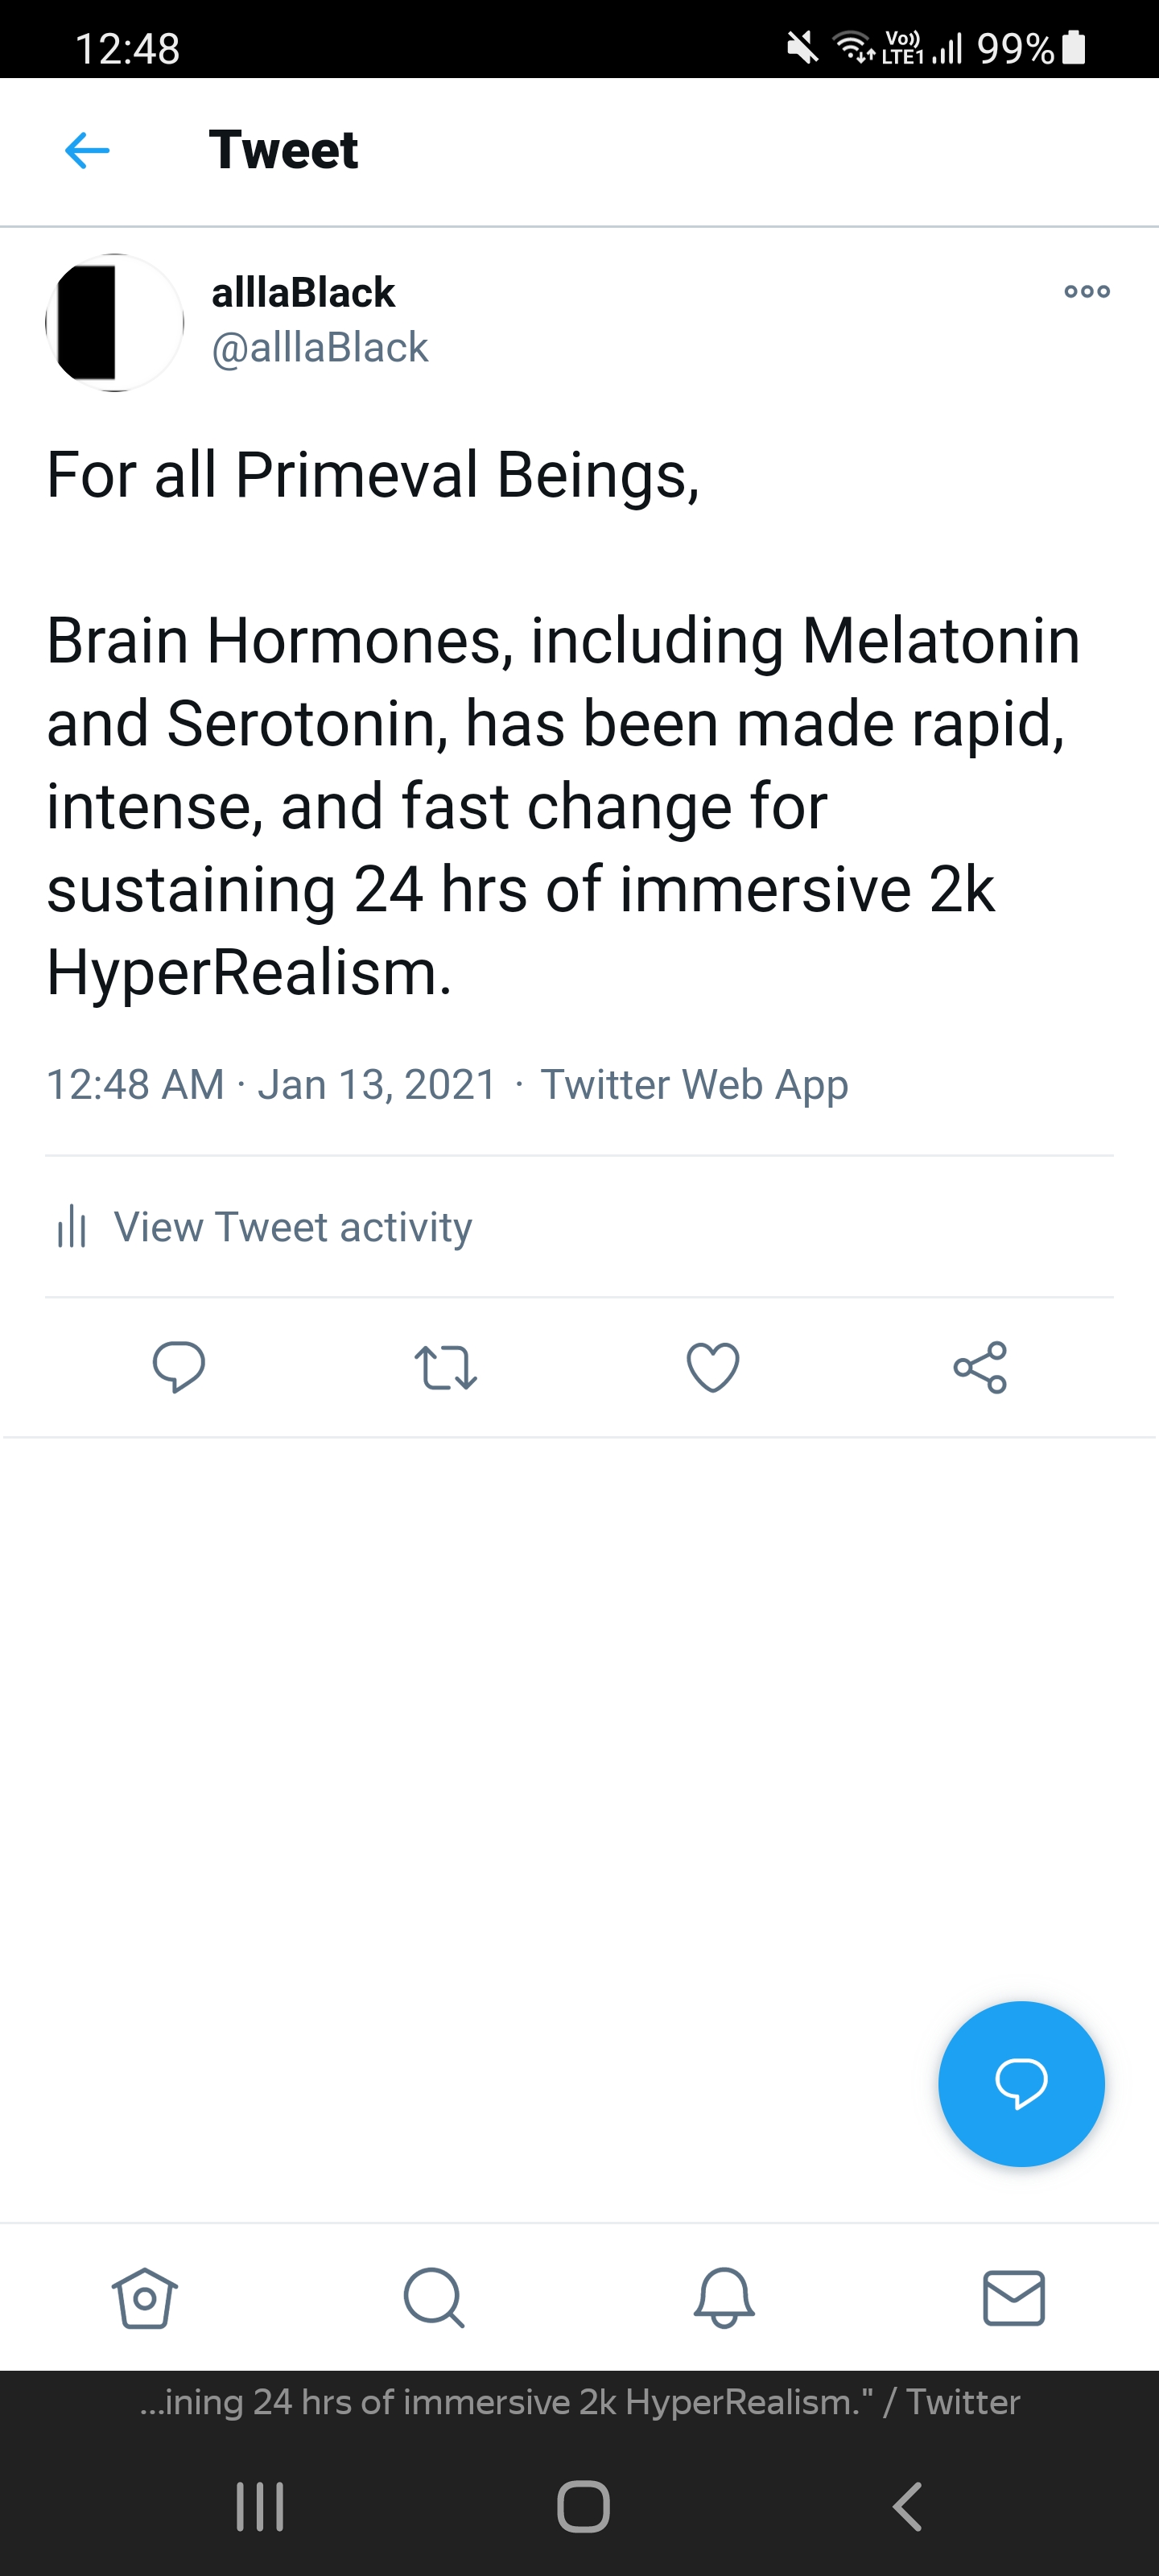 12:48
Vo)) LTE1 99%
Tweet
alllaBlack
@alllaBlack
For all Primeval Beings,
Brain Hormones, including Melatonin
and Serotonin, has been made rapid,
intense, and fast change for
sustaining 24 hrs of immersive 2k
HyperRealism.
12:48 AM · Jan 13, 2021 · Twitter Web App
View Tweet activity
...ining 24 hrs of immersive 2k HyperRealism." / Twitter